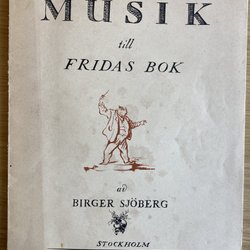 MUSIK
till
FRIDAS BOK
av
BIRGER SJÖBERG
STOCKHOLM